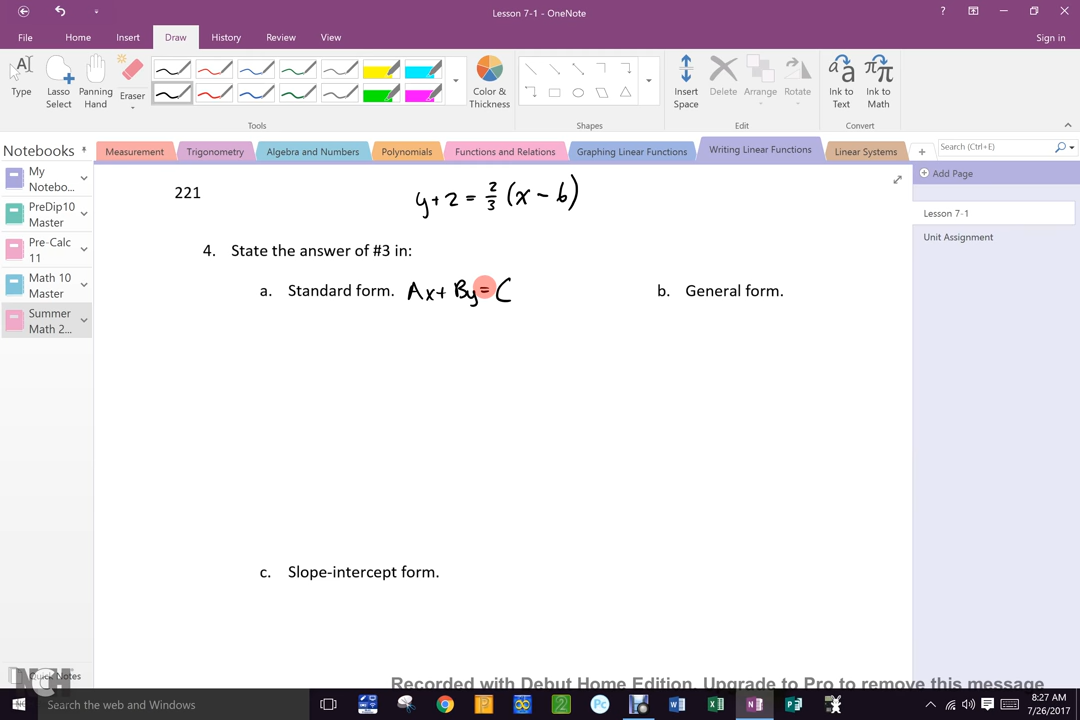 Lesson 7-1 - OneNote
?
File Home Insert Draw History Review View
Sign in
Type
Lasso Select
Panning Hand
Eraser
Color & Thickness
Insert Space
Delete
Arrange
Rotate
Ink to Text
Ink to Math
Tools
Shapes
Edit
Convert
Notebooks
Measurement
Trigonometry
Algebra and Numbers
Polynomials
Functions and Relations
Graphing Linear Functions
Writing Linear Functions
Linear Systems
Search (Ctrl+E)
My Notebo...
PreDip10 Master
Pre-Calc 11
Math 10 Master
Summer Math 2...
Quick Notes
NCH
Add Page
Lesson 7-1
Unit Assignment
221
y+2 = 2/3 (x - 6)
4. State the answer of #3 in:
a. Standard form. Ax + By = C
b. General form.
c. Slope-intercept form.
Recorded with Debut Home Edition. Upgrade to Pro to remove this message
Search the web and Windows
8:27 AM
7/26/2017